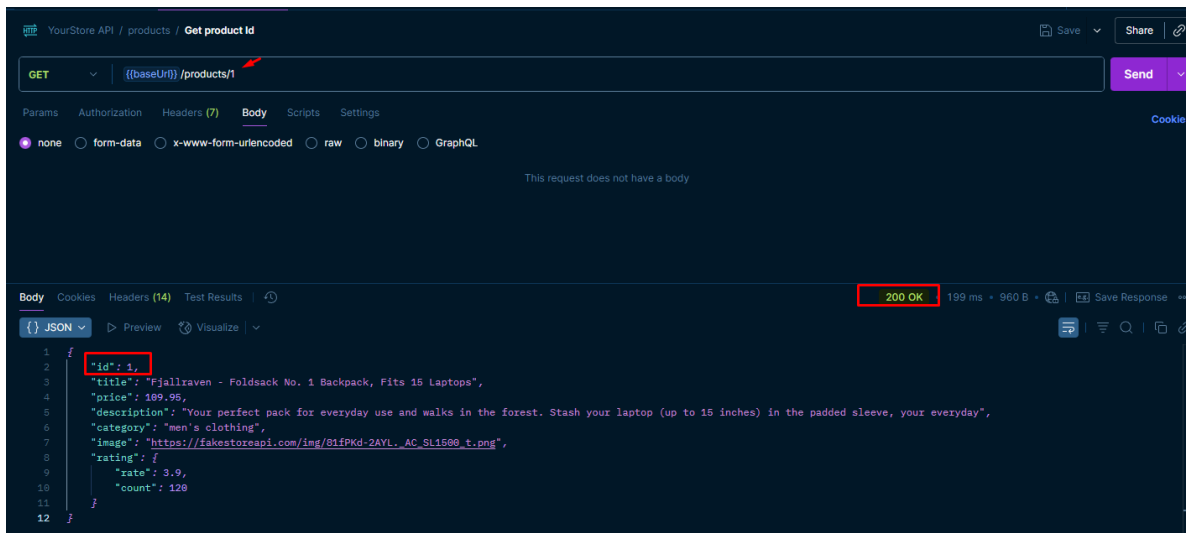 HTTP YourStore API / products / Get product Id Save Share
GET {{baseUrl}} /products/1 Send
Params Authorization Headers (7) Body Scripts Settings Cookie
none form-data x-www-form-urlencoded raw binary GraphQL
This request does not have a body
Body Cookies Headers (14) Test Results 200 OK • 199 ms • 960 B • Save Response
{} JSON Preview Visualize
1 {
2 "id": 1,
3 "title": "Fjallraven - Foldsack No. 1 Backpack, Fits 15 Laptops",
4 "price": 109.95,
5 "description": "Your perfect pack for everyday use and walks in the forest. Stash your laptop (up to 15 inches) in the padded sleeve, your everyday",
6 "category": "men's clothing",
7 "image": "https://fakestoreapi.com/img/81fPKd-2AYL._AC_SL1500_t.png",
8 "rating": {
9 "rate": 3.9,
10 "count": 120
11 }
12 }